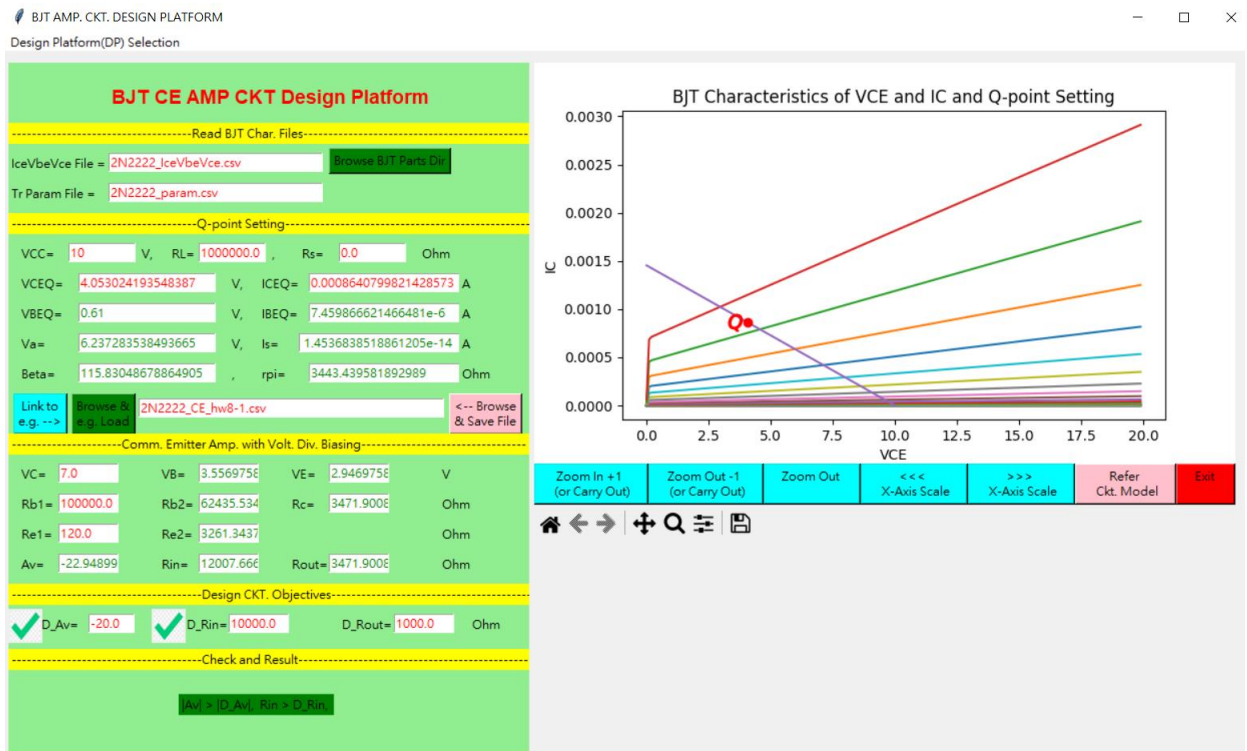 BJT AMP. CKT. DESIGN PLATFORM
Design Platform(DP) Selection
BJT CE AMP CKT Design Platform
Read BJT Char. Files
IceVbeVce File = 2N2222_IceVbeVce.csv Browse BJT Parts Dir
Tr Param File = 2N2222_param.csv
Q-point Setting
VCC= 10 V, RL= 1000000.0 , Rs= 0.0 Ohm
VCEQ= 4.053024193548387 V, ICEQ= 0.0008640799821428573 A
VBEQ= 0.61 V, IBEQ= 7.459866621466481e-6 A
Va= 6.237283538493665 V, Is= 1.4536838518861205e-14 A
Beta= 115.83048678864905 , rpi= 3443.439581892989 Ohm
Link to e.g. --> Browse & e.g. Load 2N2222_CE_hw8-1.csv <-- Browse & Save File
Comm. Emitter Amp. with Volt. Div. Biasing
VC= 7.0 VB= 3.5569758 VE= 2.9469758 V
Rb1= 100000.0 Rb2= 62435.534 Rc= 3471.9008 Ohm
Re1= 120.0 Re2= 3261.3437 Ohm
Av= -22.94899 Rin= 12007.666 Rout= 3471.9008 Ohm
Design CKT. Objectives
D_Av= -20.0 D_Rin= 10000.0 D_Rout= 1000.0 Ohm
Check and Result
|Av| > |D_Av|, Rin > D_Rin,
BJT Characteristics of VCE and IC and Q-point Setting
0.0030
0.0025
0.0020
0.0015
0.0010
0.0005
0.0000
IC
Q
0.0 2.5 5.0 7.5 10.0 12.5 15.0 17.5 20.0
VCE
Zoom In +1 (or Carry Out) Zoom Out -1 (or Carry Out) Zoom Out <<< X-Axis Scale >>> X-Axis Scale Refer Ckt. Model Exit